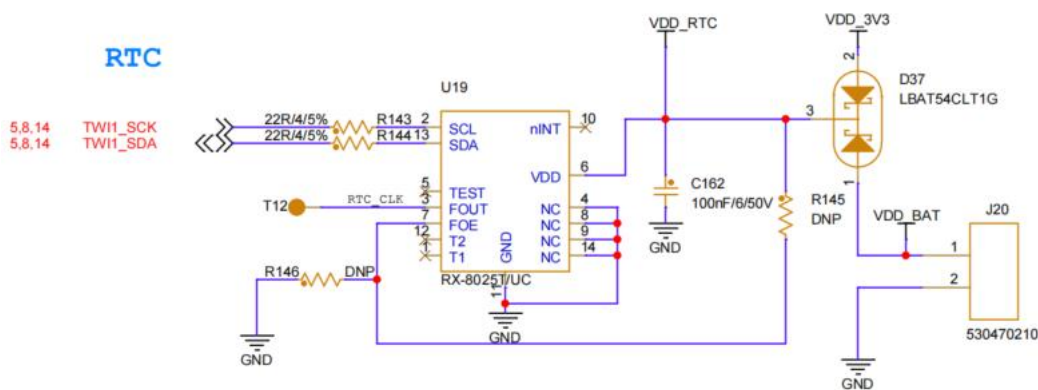 VDD_RTC
VDD_3V3
RTC
2
U19
D37
LBAT54CLT1G
3
5,8,14 TWI1_SCK 22R/4/5% R143 2 SCL nINT 10
5,8,14 TWI1_SDA 22R/4/5% R144 13 SDA
VDD 6
5 TEST
T12 RTC_CLK 3 FOUT NC 4
7 FOE NC 8
12 T2 NC 9
1 T1 NC 14
GND
11
RX-8025T/UC
C162
100nF/6/50V
GND
R145
DNP
1
VDD_BAT
J20
1
2
530470210
R146 DNP
GND
GND
GND